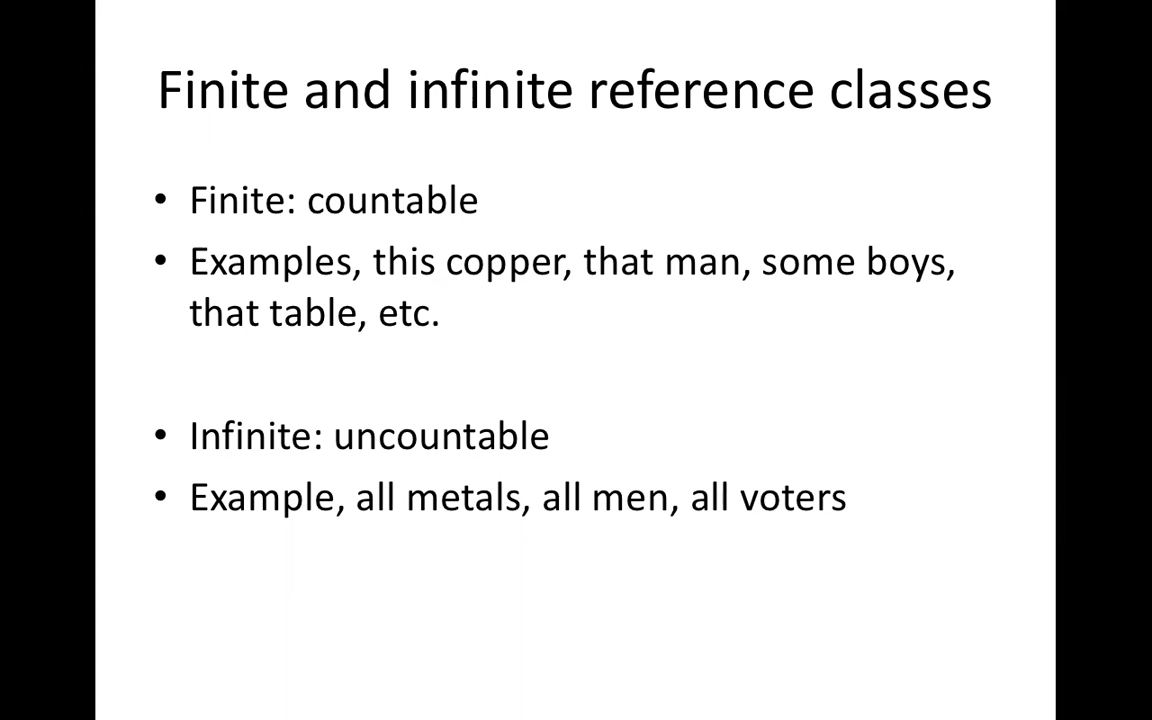 Finite and infinite reference classes
• Finite: countable
• Examples, this copper, that man, some boys,
that table, etc.
• Infinite: uncountable
• Example, all metals, all men, all voters